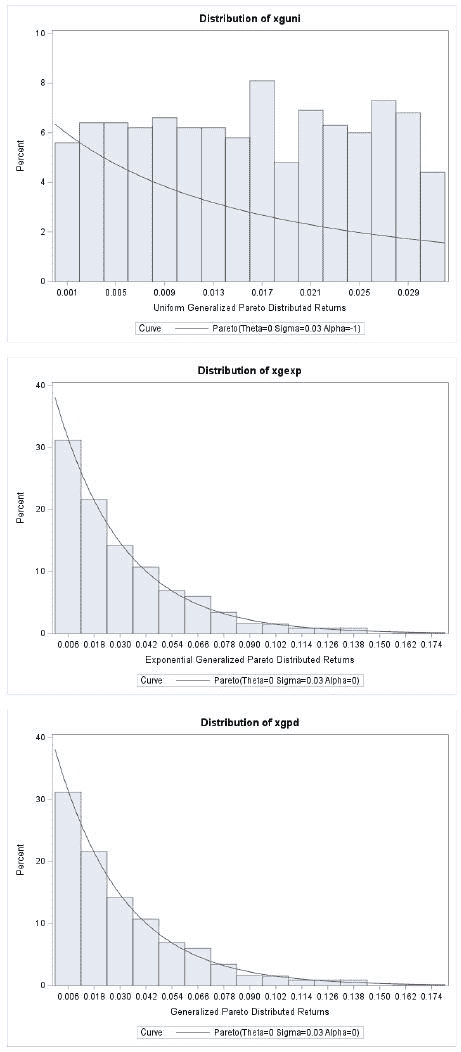 Distribution of xguni
10
8
6
4
2
0
Percent
0.001 0.005 0.009 0.013 0.017 0.021 0.025 0.029
Uniform Generalized Pareto Distributed Returns
Curve Pareto(Theta=0 Sigma=0.03 Alpha=-1)
Distribution of xgexp
40
30
20
10
0
Percent
0.006 0.018 0.030 0.042 0.054 0.066 0.078 0.090 0.102 0.114 0.126 0.138 0.150 0.162 0.174
Exponential Generalized Pareto Distributed Returns
Curve Pareto(Theta=0 Sigma=0.03 Alpha=0)
Distribution of xgpd
40
30
20
10
0
Percent
0.006 0.018 0.030 0.042 0.054 0.066 0.078 0.090 0.102 0.114 0.126 0.138 0.150 0.162 0.174
Generalized Pareto Distributed Returns
Curve Pareto(Theta=0 Sigma=0.03 Alpha=0)